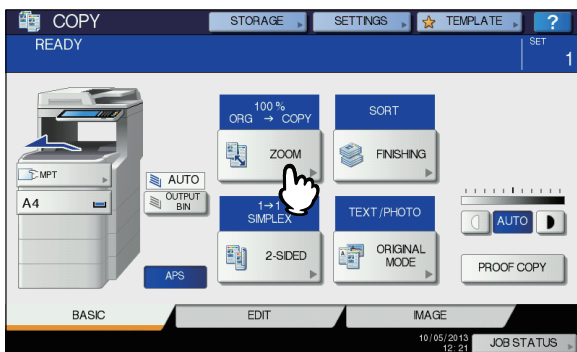 COPY
STORAGE
SETTINGS
TEMPLATE
?
READY
SET
1
100 %
ORG → COPY
SORT
ZOOM
FINISHING
MPT
A4
AUTO
OUTPUT
BIN
1→1
SIMPLEX
TEXT/PHOTO
2-SIDED
ORIGINAL
MODE
AUTO
APS
PROOF COPY
BASIC
EDIT
IMAGE
10/05/2013
12:21
JOB STATUS